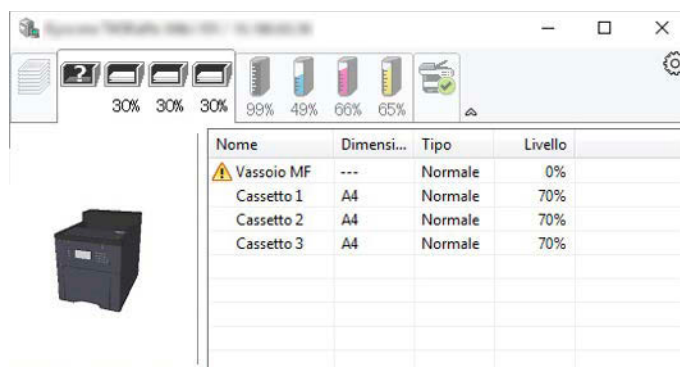 30% 30% 30% 99% 49% 66% 65%
Nome Dimensi... Tipo Livello
Vassoio MF --- Normale 0%
Cassetto 1 A4 Normale 70%
Cassetto 2 A4 Normale 70%
Cassetto 3 A4 Normale 70%